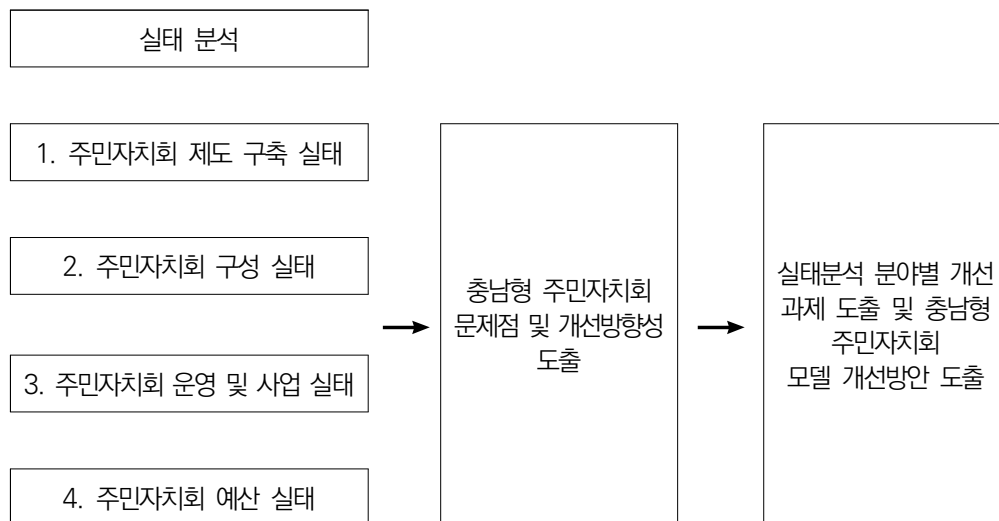 실태 분석
1. 주민자치회 제도 구축 실태
2. 주민자치회 구성 실태
3. 주민자치회 운영 및 사업 실태
4. 주민자치회 예산 실태
충남형 주민자치회
문제점 및 개선방향성
도출
실태분석 분야별 개선
과제 도출 및 충남형
주민자치회
모델 개선방안 도출